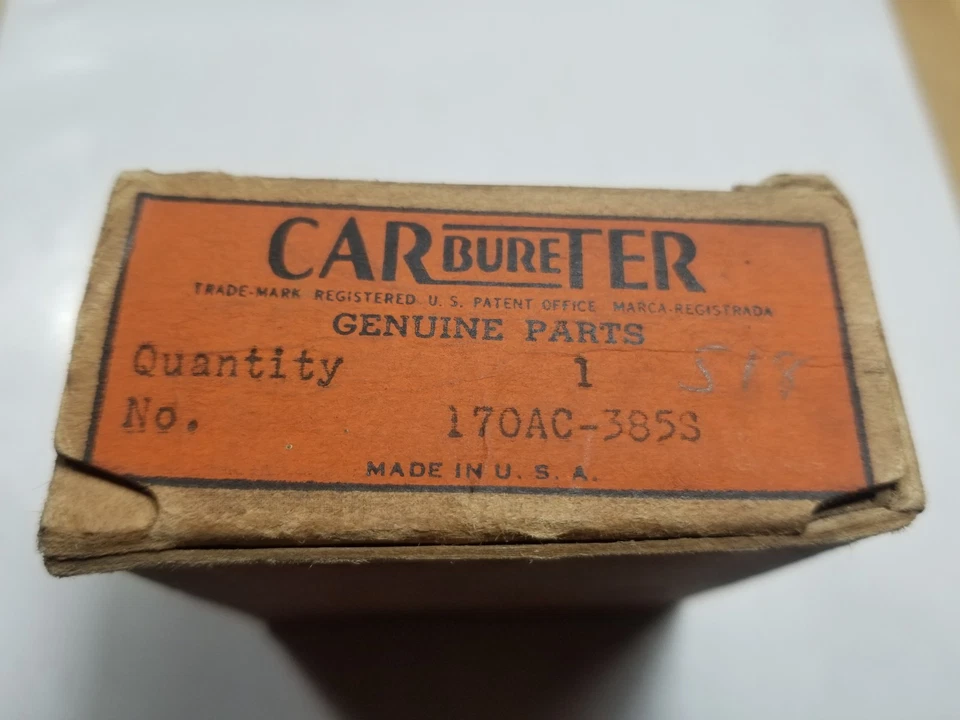 CARBURETER
TRADE-MARK REGISTERED U.S. PATENT OFFICE MARCA-REGISTRADA
GENUINE PARTS
Quantity 1
No. 170AC-385S
MADE IN U.S.A.